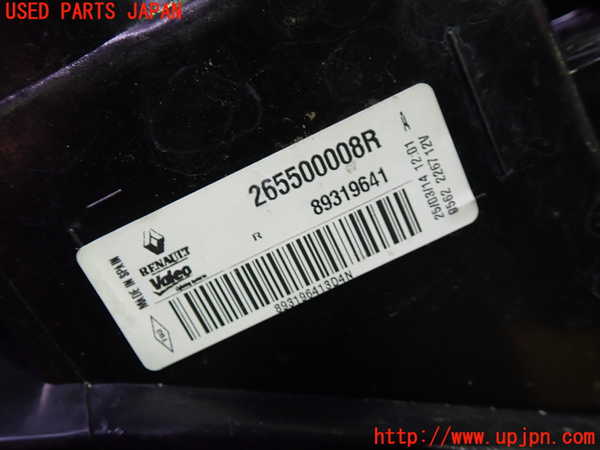 USED PARTS JAPAN
265500008R
89319641
R
25/03/14 12:01
0562 2267 12V
MADE IN SPAIN
RENAULT
Valeo
89319641304N
http://www.upjpn.com/